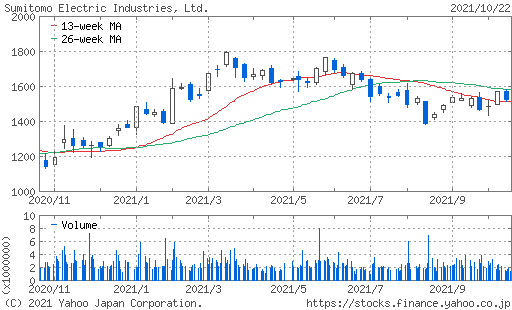 Sumitomo Electric Industries, Ltd. 2021/10/22
2000
13-week MA
26-week MA
1800
1600
1400
1200
1000
2020/11 2021/1 2021/3 2021/5 2021/7 2021/9
10
Volume
8
6
4
2
0
(x1000000)
2020/11 2021/1 2021/3 2021/5 2021/7 2021/9
(C) 2021 Yahoo Japan Corporation. https://stocks.finance.yahoo.co.jp/